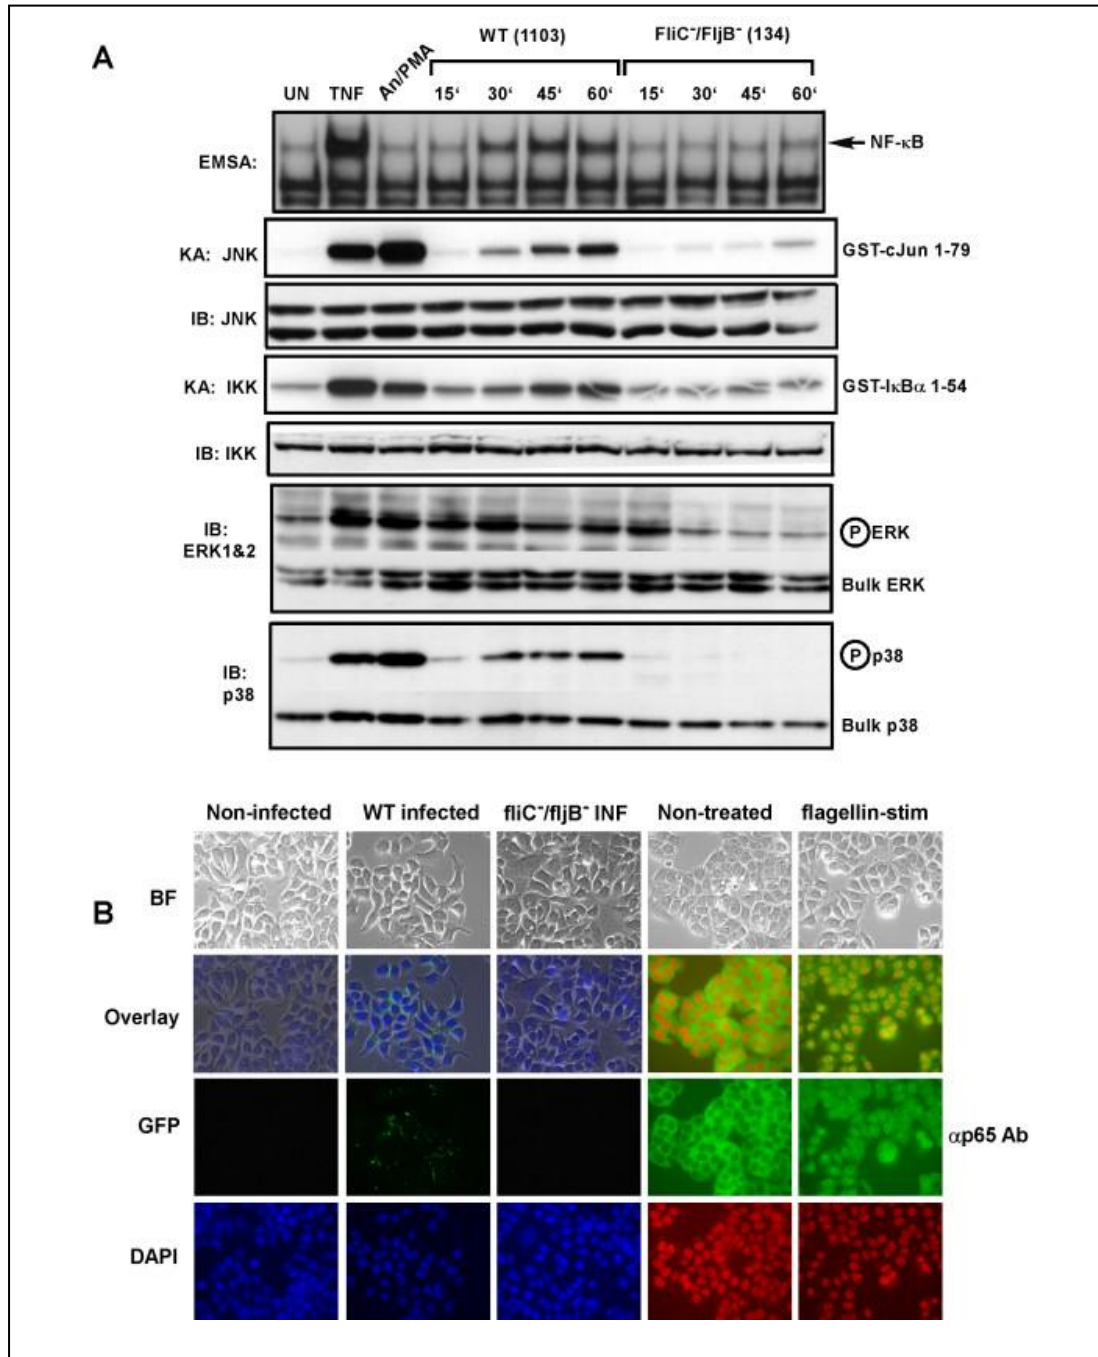 A
WT (1103) FliC⁻/FljB⁻ (134)
UN TNF An/PMA 15‘ 30‘ 45‘ 60‘ 15‘ 30‘ 45‘ 60‘
EMSA: NF-κB
KA: JNK GST-cJun 1-79
IB: JNK
KA: IKK GST-IκBα 1-54
IB: IKK
IB:
ERK1&2
P ERK
Bulk ERK
IB:
p38
P p38
Bulk p38
B
Non-infected WT infected fliC⁻/fljB⁻ INF Non-treated flagellin-stim
BF
Overlay
GFP αp65 Ab
DAPI